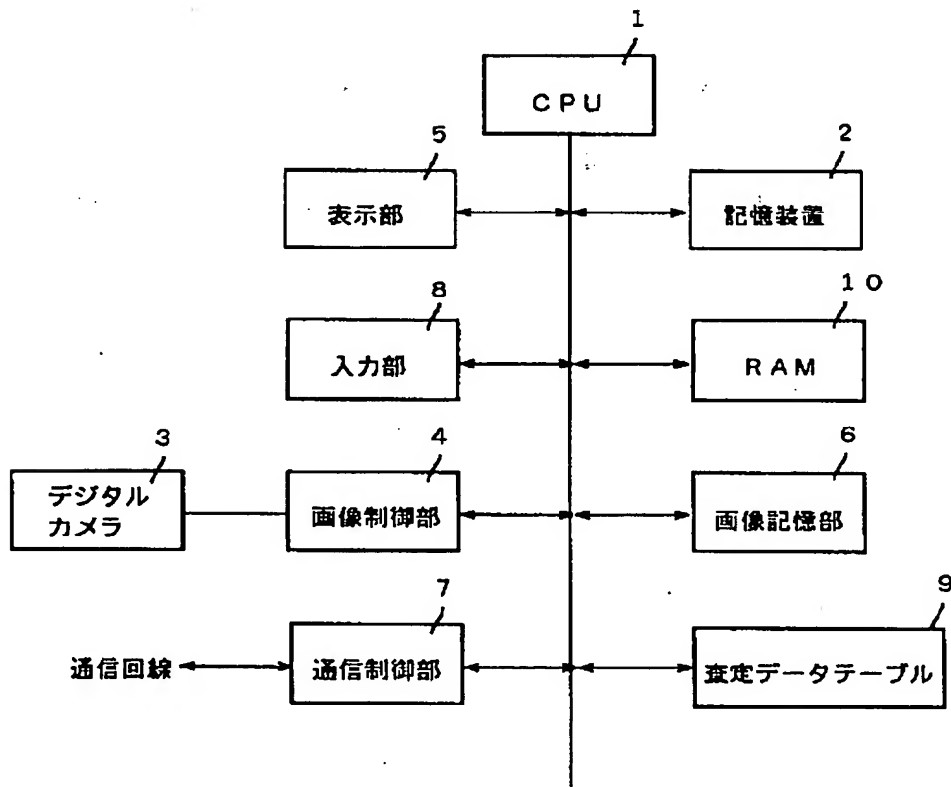 1
CPU
5
2
表示部
記憶装置
8
10
入力部
RAM
3
4
6
デジタル
カメラ
画像制御部
画像記憶部
7
9
通信回線
通信制御部
査定データテーブル